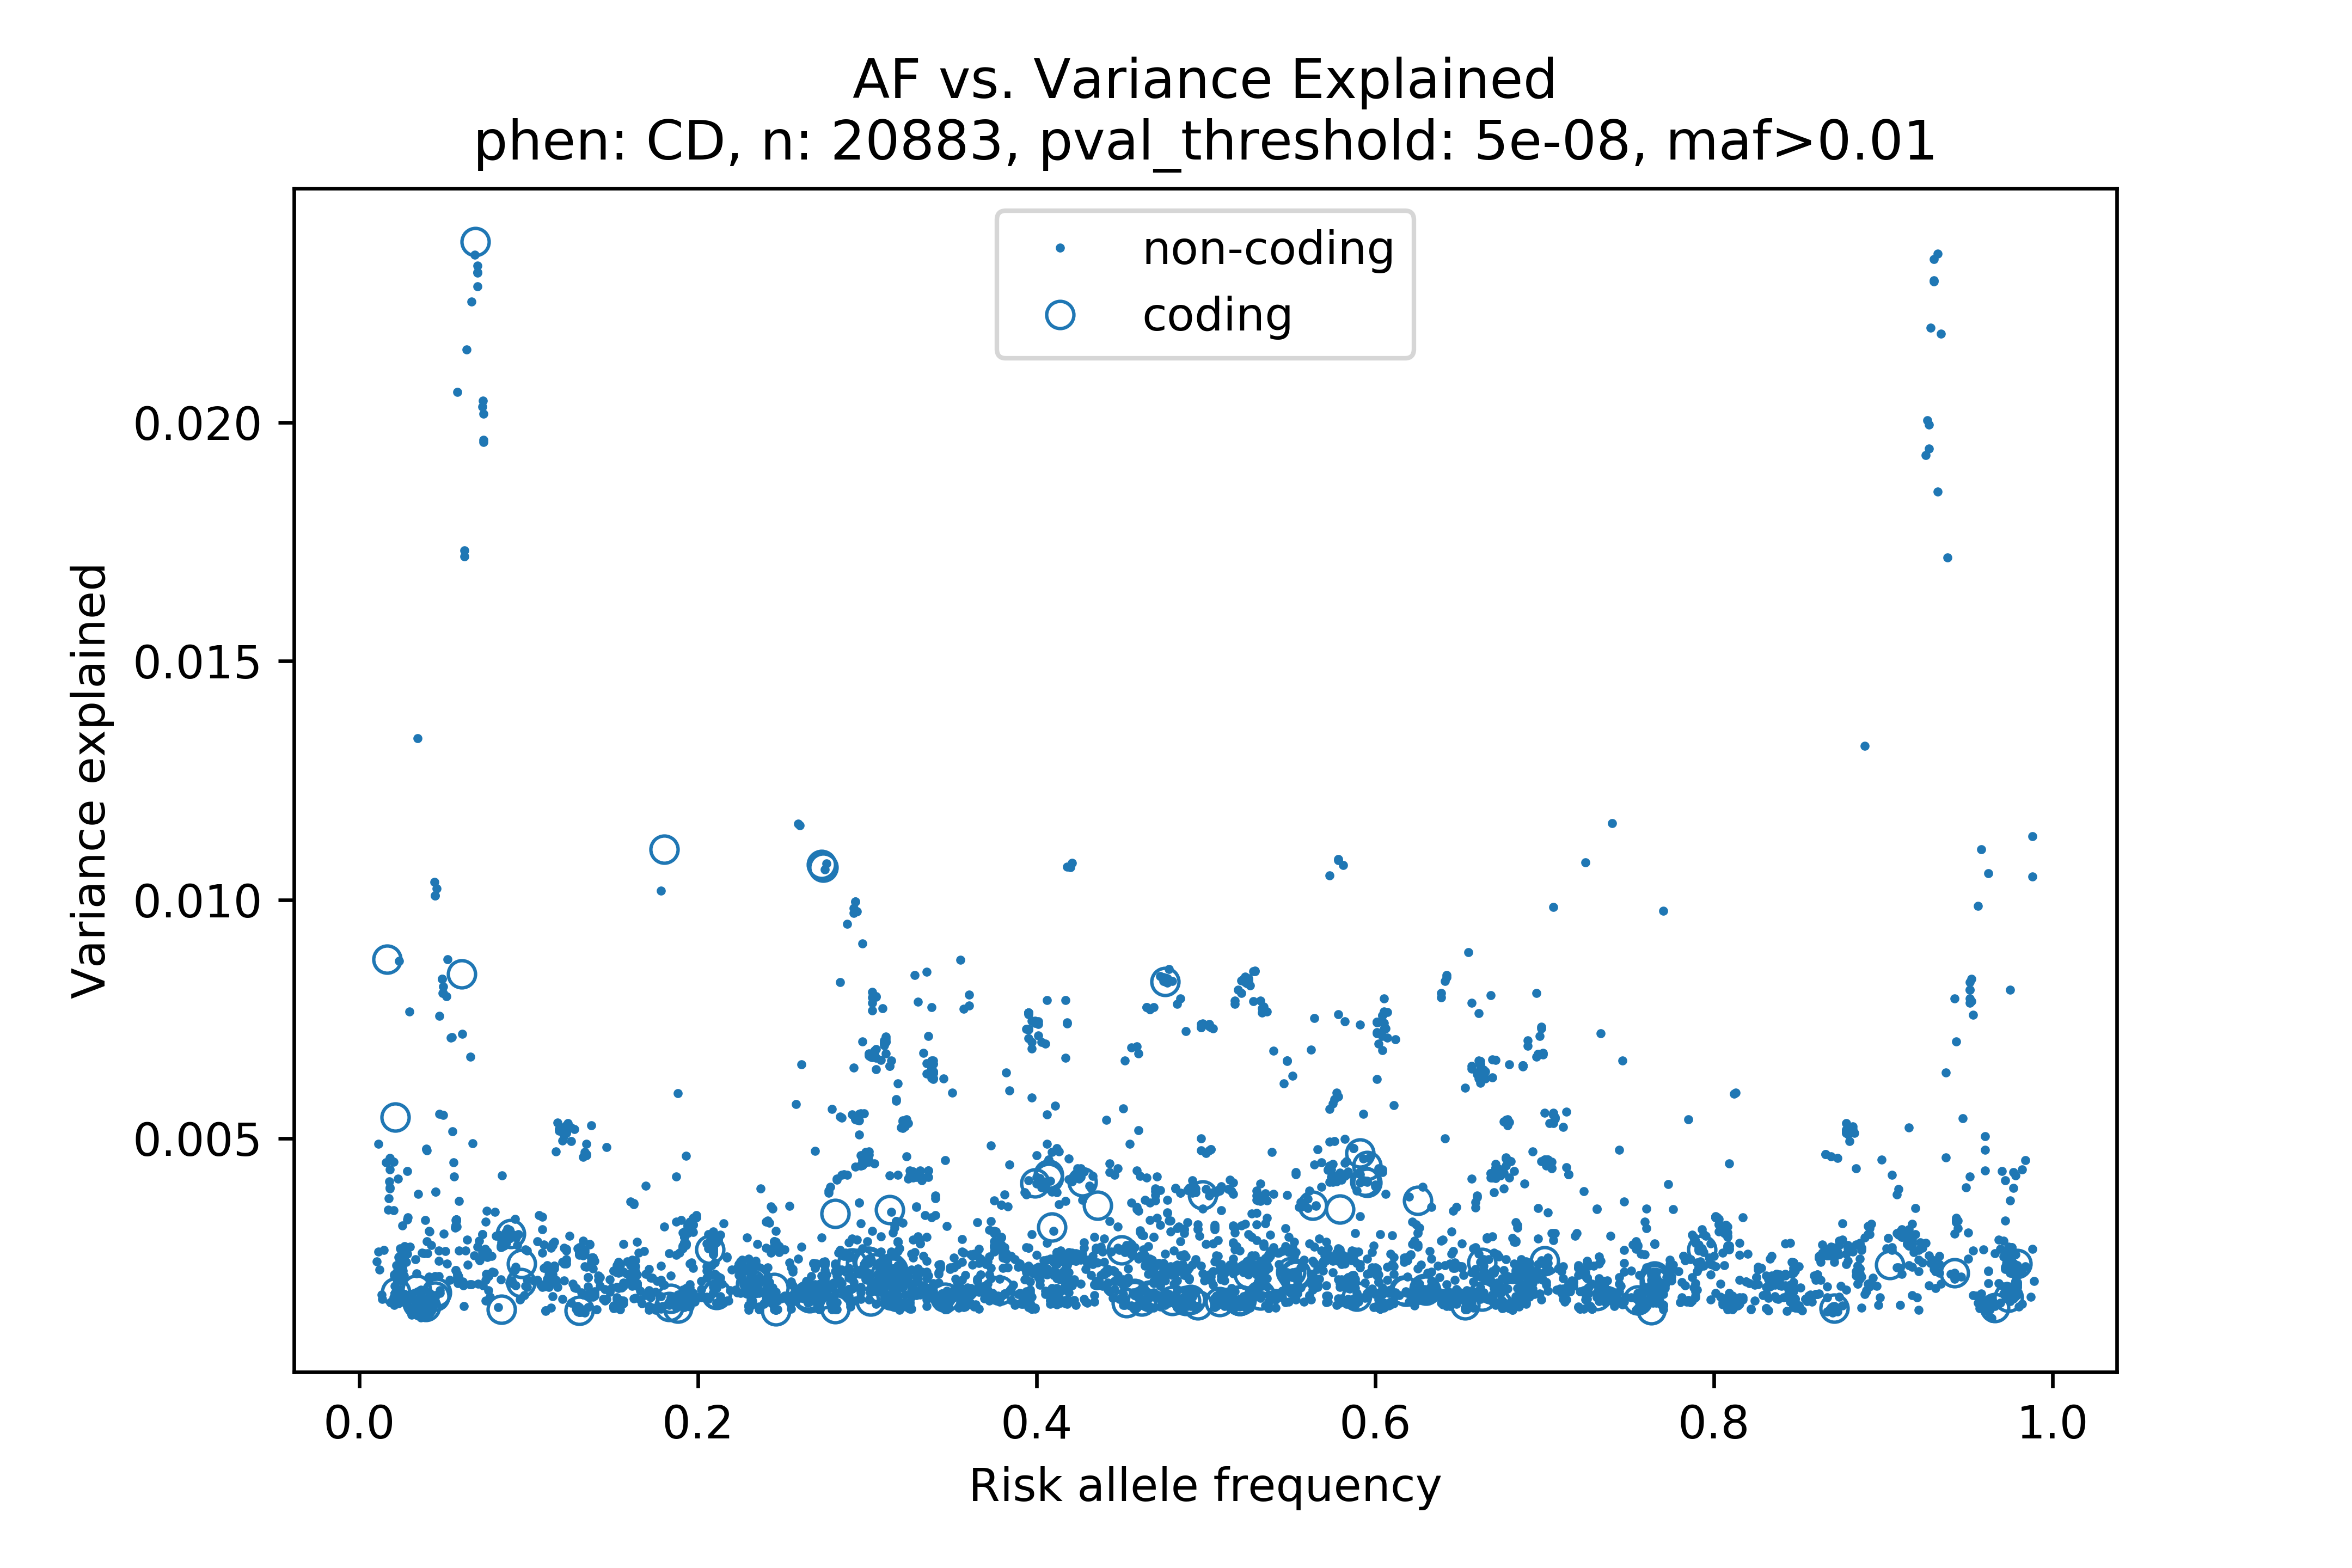 AF vs. Variance Explained
phen: CD, n: 20883, pval_threshold: 5e-08, maf>0.01
non-coding
coding
0.020
0.015
0.010
0.005
Variance explained
0.0 0.2 0.4 0.6 0.8 1.0
Risk allele frequency